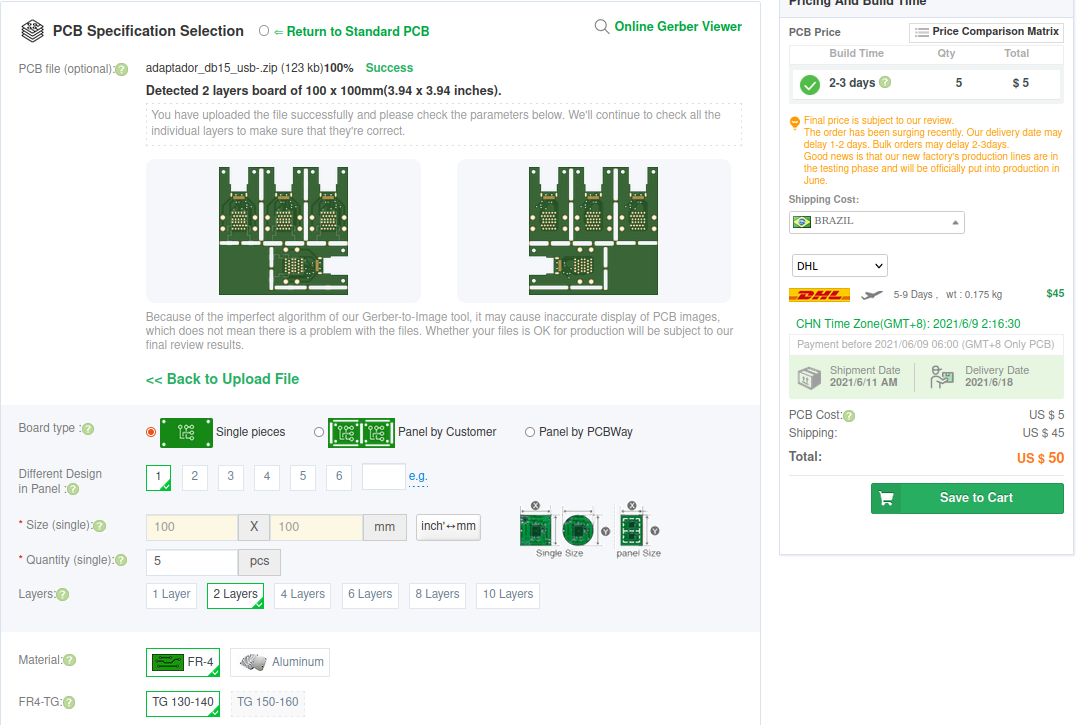 PCB Specification Selection
⇐ Return to Standard PCB
Online Gerber Viewer
PCB file (optional):?
adaptador_db15_usb-.zip (123 kb)100% Success
Detected 2 layers board of 100 x 100mm(3.94 x 3.94 inches).
You have uploaded the file successfully and please check the parameters below. We'll continue to check all the
individual layers to make sure that they're correct.
Because of the imperfect algorithm of our Gerber-to-Image tool, it may cause inaccurate display of PCB images,
which does not mean there is a problem with the files. Whether your files is OK for production will be subject to our
final review results.
<< Back to Upload File
Board type :?
Single pieces
Panel by Customer
Panel by PCBWay
Different Design
in Panel :?
1 2 3 4 5 6 e.g.
* Size (single):?
100 X 100 mm inch'↔mm
X X
Y Y
Single Size panel Size
* Quantity (single):?
5 pcs
Layers:?
1 Layer 2 Layers 4 Layers 6 Layers 8 Layers 10 Layers
Material:?
FR-4 Aluminum
FR4-TG:?
TG 130-140 TG 150-160
Pricing And Build Time
PCB Price
Price Comparison Matrix
Build Time Qty Total
2-3 days ? 5 $ 5
Final price is subject to our review.
The order has been surging recently. Our delivery date may
delay 1-2 days. Bulk orders may delay 2-3days.
Good news is that our new factory's production lines are in
the testing phase and will be officially put into production in
June.
Shipping Cost:
BRAZIL
DHL
DHL 5-9 Days , wt : 0.175 kg $45
CHN Time Zone(GMT+8): 2021/6/9 2:16:30
Payment before 2021/06/09 06:00 (GMT+8 Only PCB)
Shipment Date
2021/6/11 AM
Delivery Date
2021/6/18
PCB Cost:? US $ 5
Shipping: US $ 45
Total: US $ 50
Save to Cart